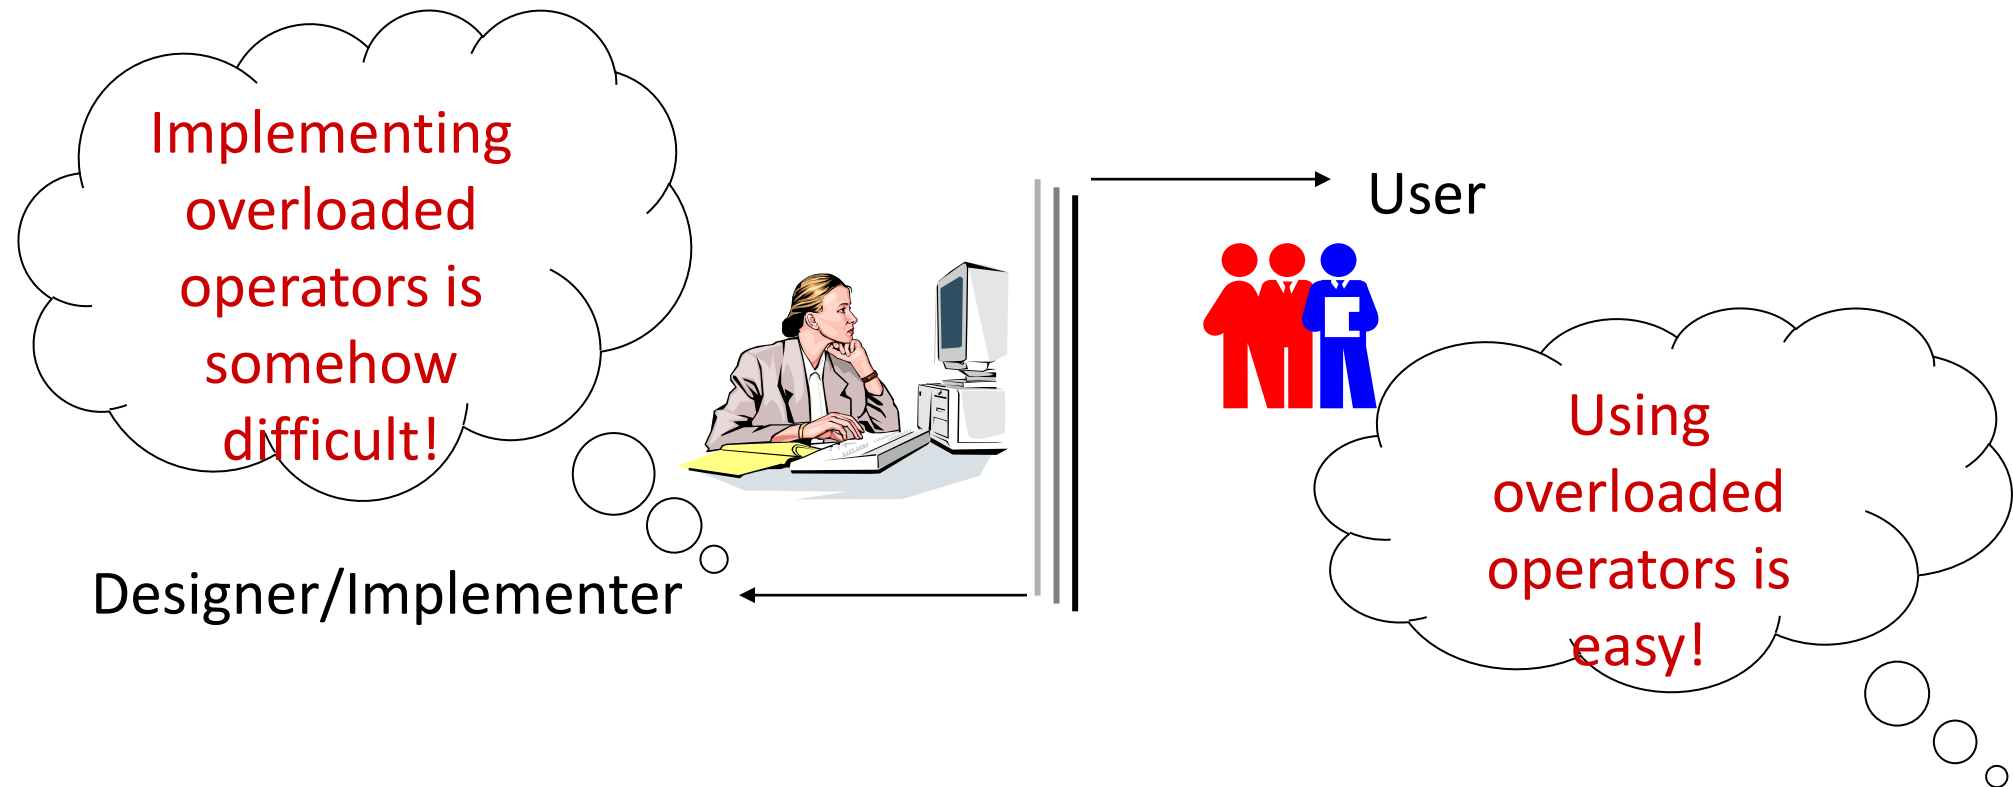 Implementing
overloaded
operators is
somehow
difficult!
User
Using
overloaded
operators is
easy!
Designer/Implementer